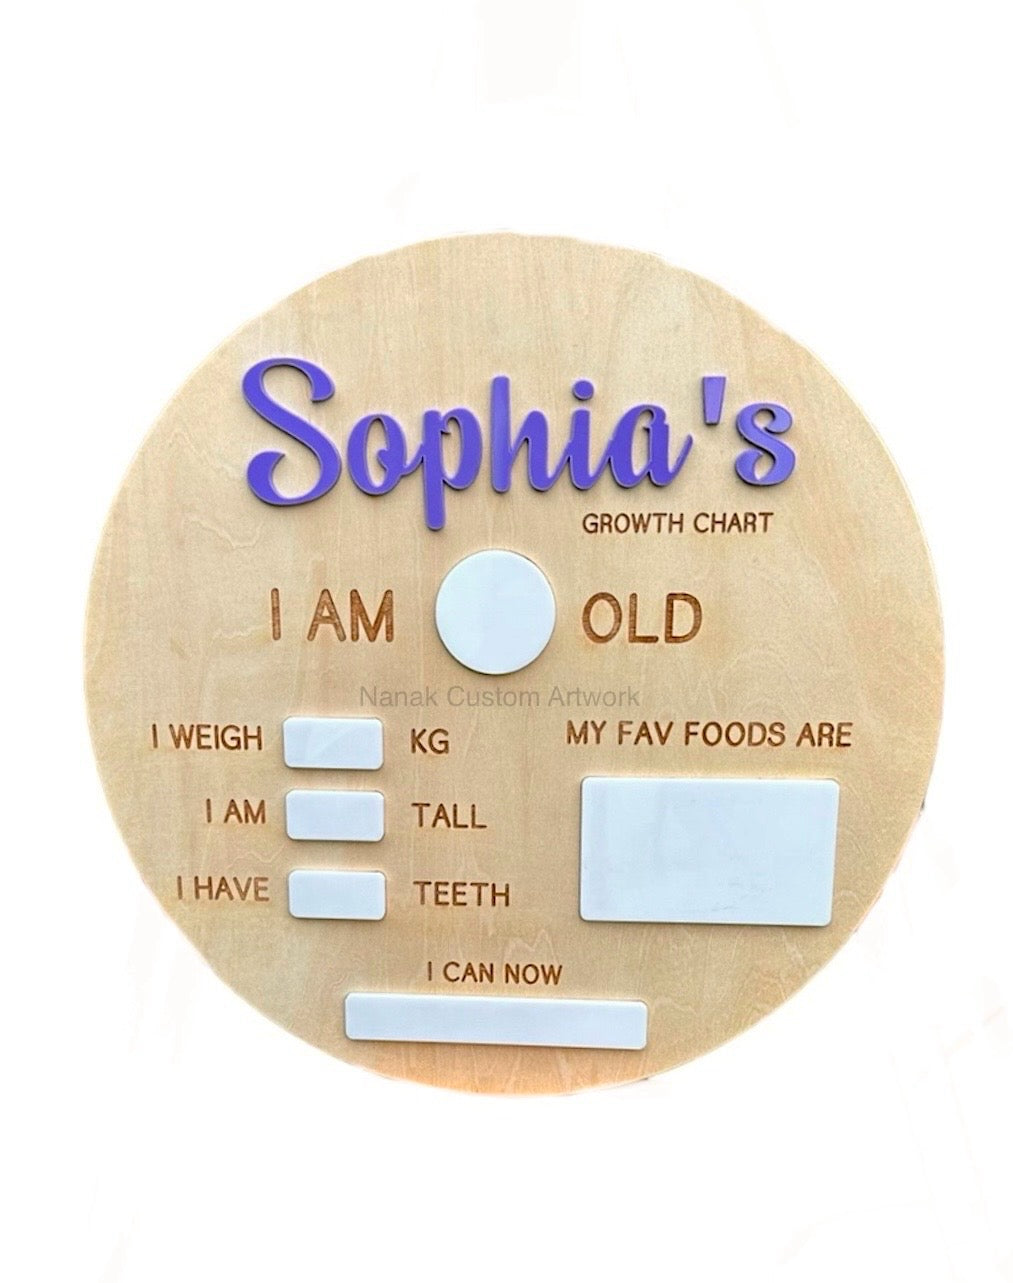 Sophia's
GROWTH CHART
I AM OLD
Nanak Custom Artwork
I WEIGH KG
I AM TALL
I HAVE TEETH
MY FAV FOODS ARE
I CAN NOW